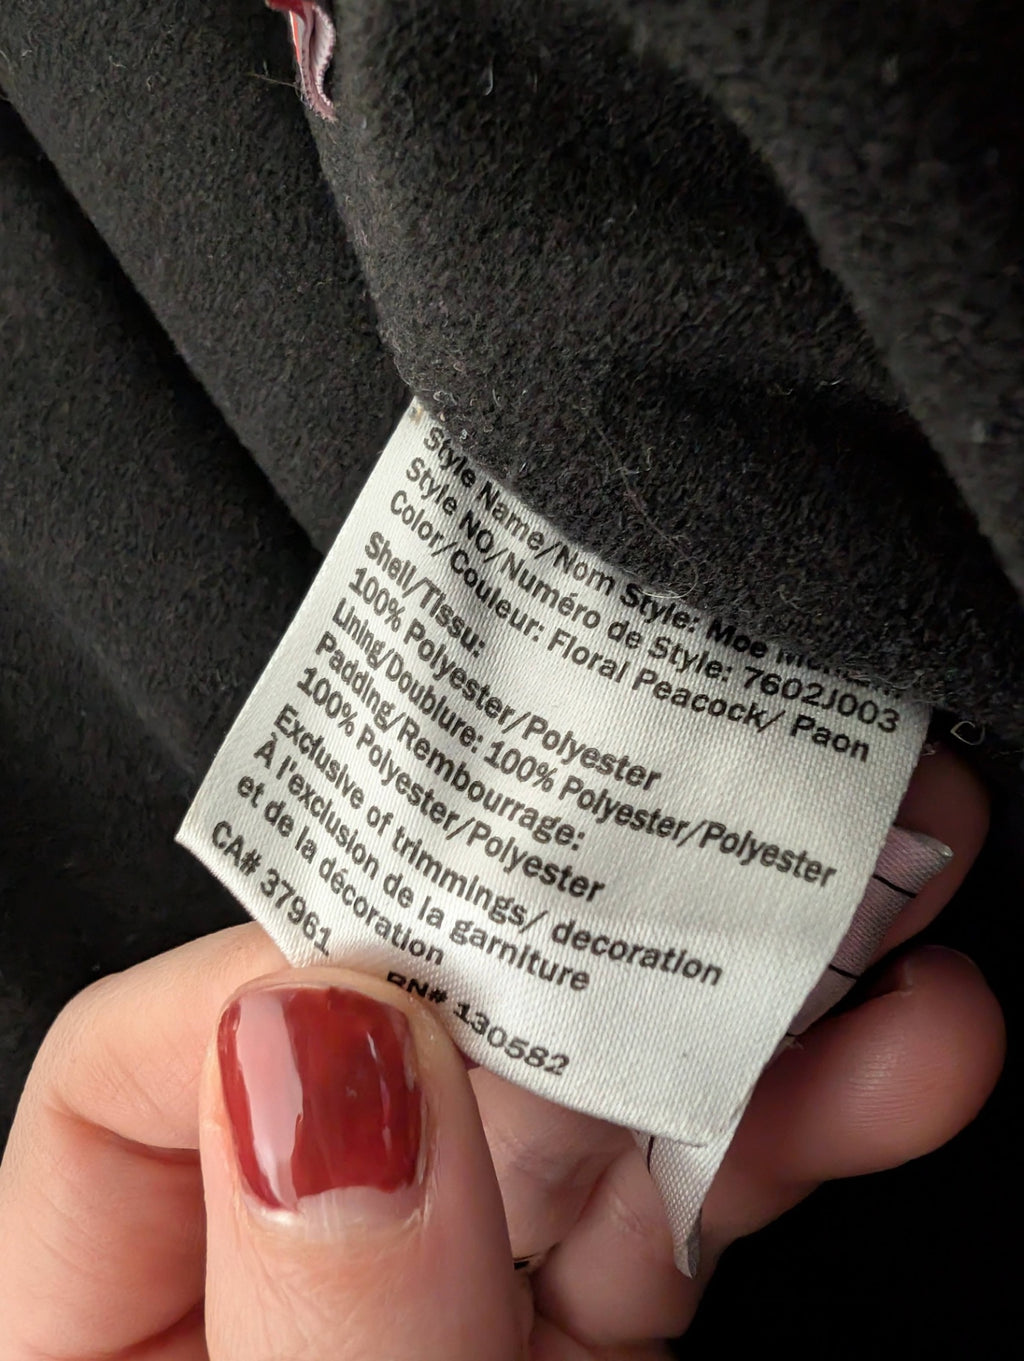 Style Name/Nom Style: Moe
Style NO/Numéro de Style: 7602J003
Color/Couleur: Floral Peacock/ Paon
Shell/Tissu:
100% Polyester/Polyester
Lining/Doublure: 100% Polyester/Polyester
Padding/Rembourrage:
100% Polyester/Polyester
Exclusive of trimmings/ decoration
À l'exclusion de la garniture
et de la décoration
CA# 37961 RN# 130582